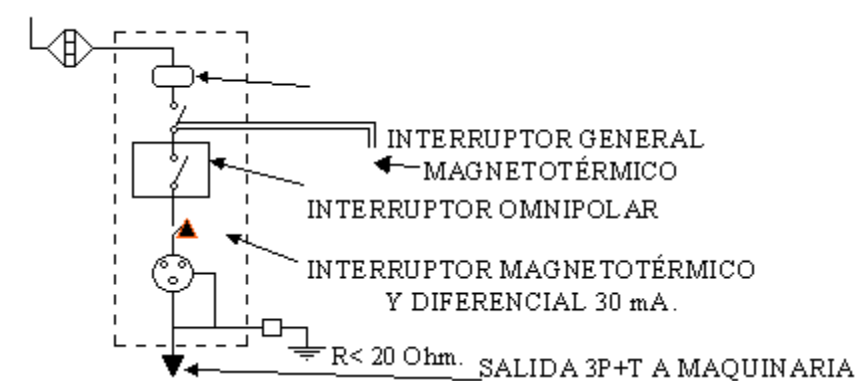 INTERRUPTOR GENERAL
MAGNETOTÉRMICO
INTERRUPTOR OMNIPOLAR
INTERRUPTOR MAGNETOTÉRMICO
Y DIFERENCIAL 30 mA.
R< 20 Ohm.
SALIDA 3P+T A MAQUINARIA